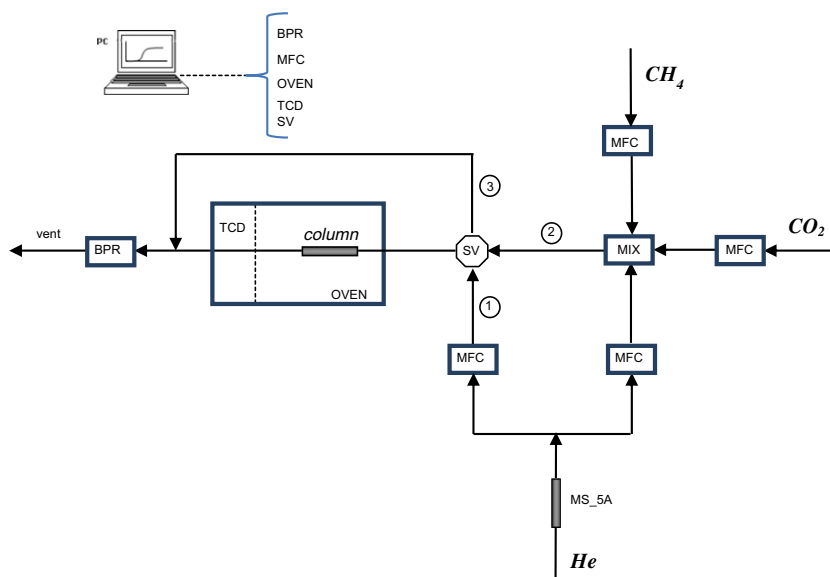 PC
BPR
MFC
OVEN
TCD
SV
CH4
MFC
3
vent
BPR
TCD
column
OVEN
SV
2
MIX
MFC
CO2
1
MFC
MFC
MS_5A
He